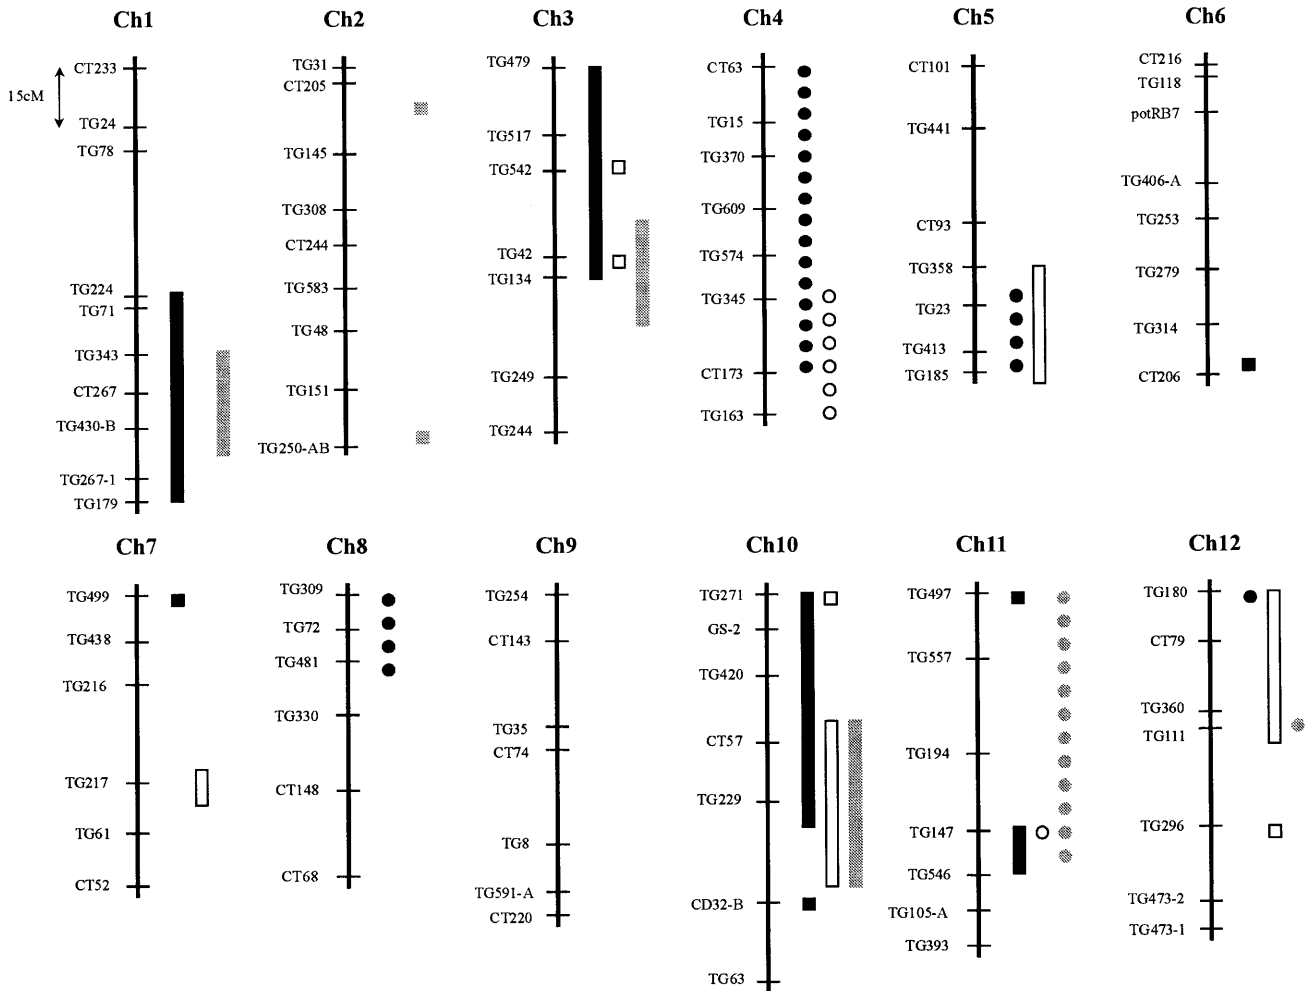 Ch1
CT233
15cM
TG24
TG78
TG224
TG71
TG343
CT267
TG430-B
TG267-1
TG179
Ch2
TG31
CT205
TG145
TG308
CT244
TG583
TG48
TG151
TG250-AB
Ch3
TG479
TG517
TG542
TG42
TG134
TG249
TG244
Ch4
CT63
TG15
TG370
TG609
TG574
TG345
CT173
TG163
Ch5
CT101
TG441
CT93
TG358
TG23
TG413
TG185
Ch6
CT216
TG118
potRB7
TG406-A
TG253
TG279
TG314
CT206
Ch7
TG499
TG438
TG216
TG217
TG61
CT52
Ch8
TG309
TG72
TG481
TG330
CT148
CT68
Ch9
TG254
CT143
TG35
CT74
TG8
TG591-A
CT220
Ch10
TG271
GS-2
TG420
CT57
TG229
CD32-B
TG63
Ch11
TG497
TG557
TG194
TG147
TG546
TG105-A
TG393
Ch12
TG180
CT79
TG360
TG111
TG296
TG473-2
TG473-1